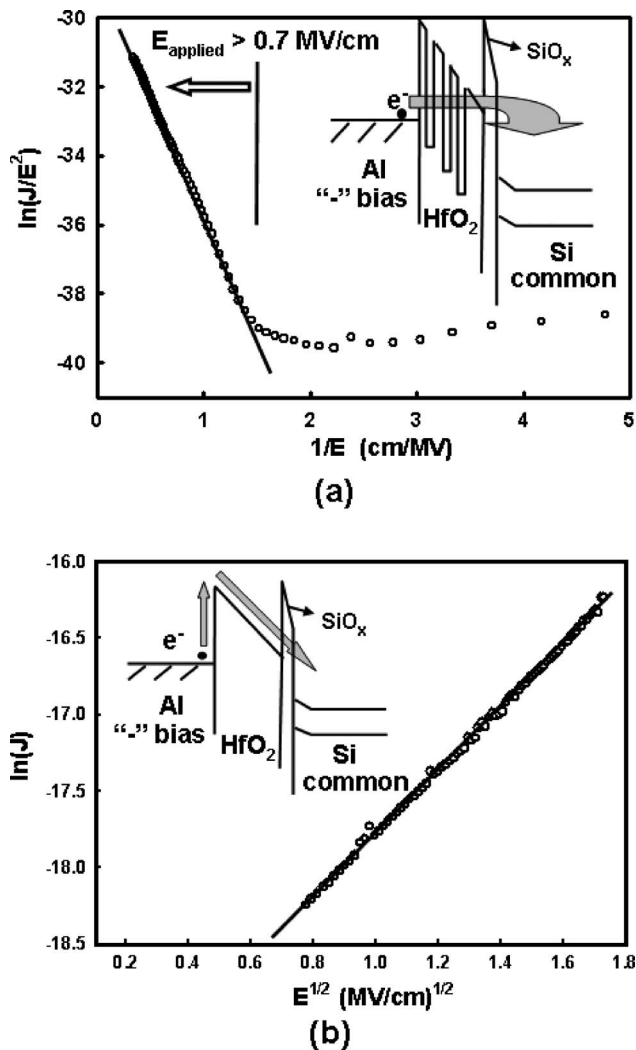 -30
-32
-34
-36
-38
-40
ln(J/E²)
E_applied > 0.7 MV/cm
SiOₓ
e⁻
Al
“-” bias
HfO₂
Si
common
0 1 2 3 4 5
1/E (cm/MV)
(a)
-16.0
-16.5
-17.0
-17.5
-18.0
-18.5
ln(J)
SiOₓ
e⁻
Al
“-” bias
HfO₂
Si
common
0.2 0.4 0.6 0.8 1.0 1.2 1.4 1.6 1.8
E^1/2 (MV/cm)^1/2
(b)